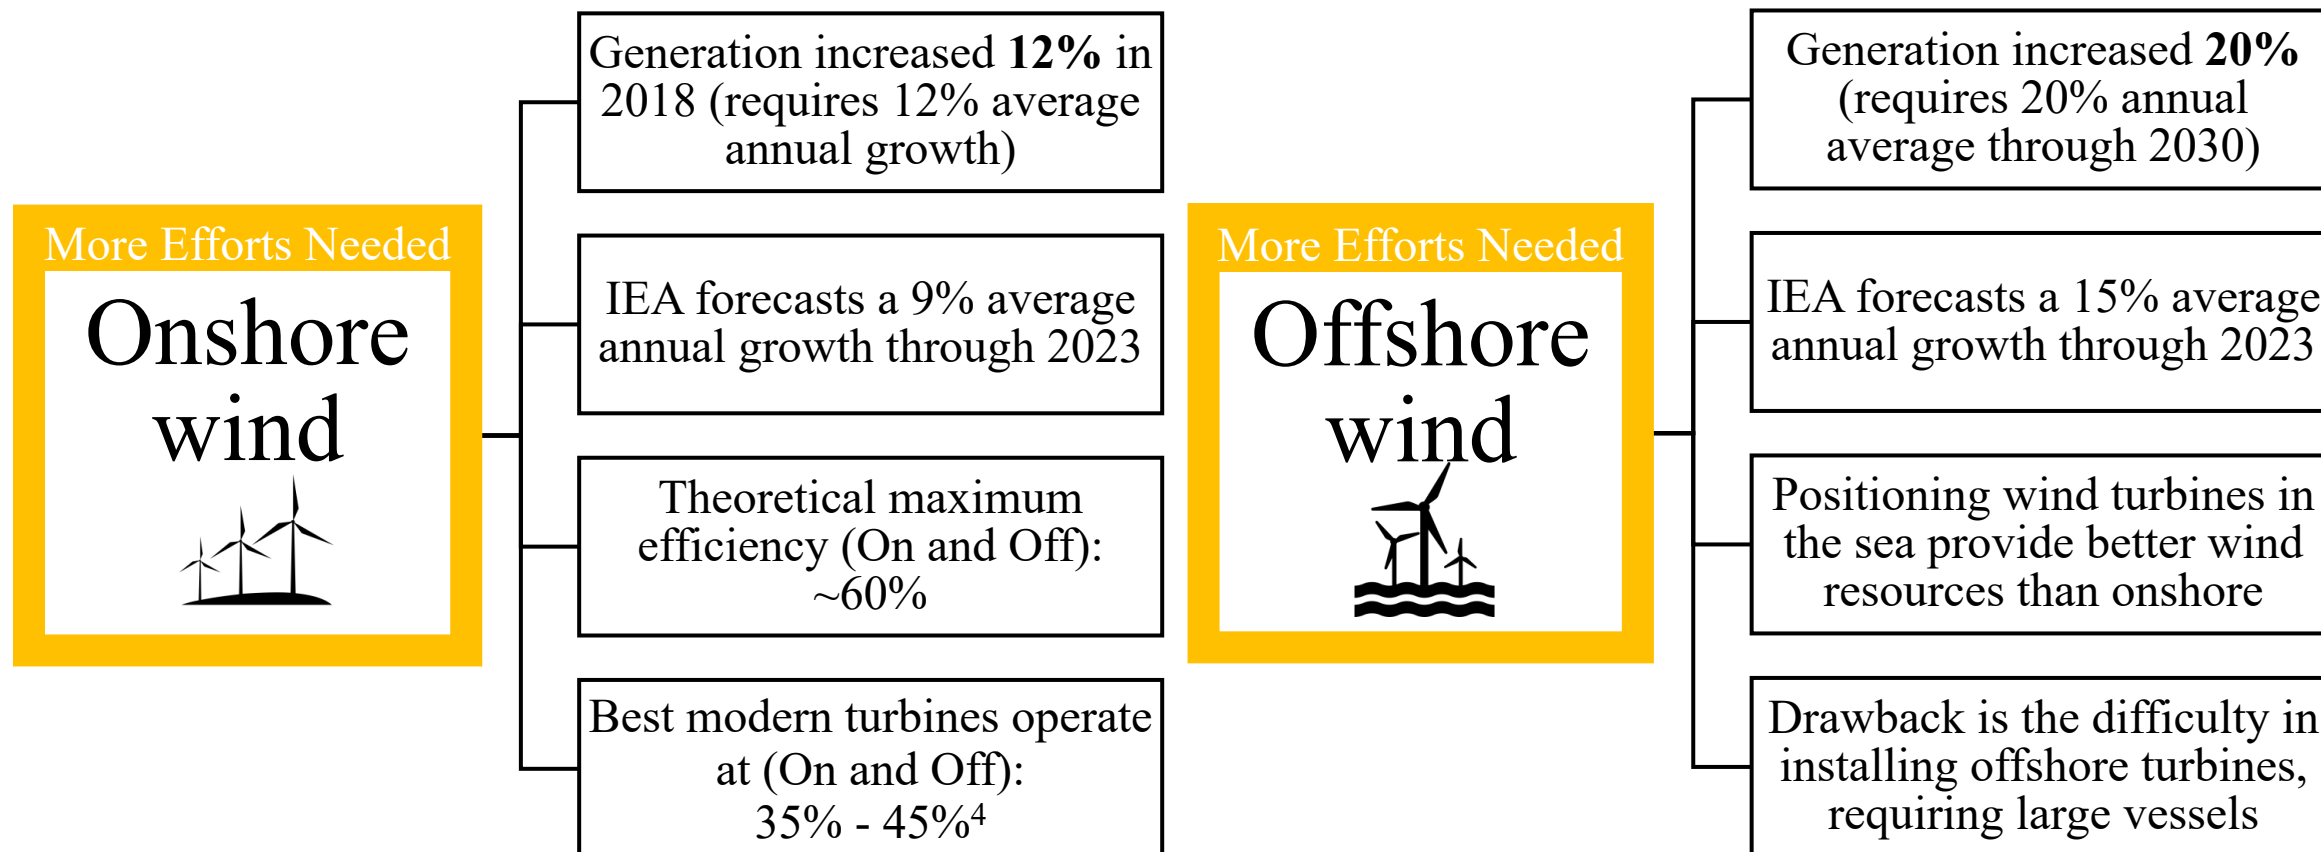 More Efforts Needed
Onshore
wind
Generation increased 12% in
2018 (requires 12% average
annual growth)
IEA forecasts a 9% average
annual growth through 2023
Theoretical maximum
efficiency (On and Off):
~60%
Best modern turbines operate
at (On and Off):
35% - 45%⁴
More Efforts Needed
Offshore
wind
Generation increased 20%
(requires 20% annual
average through 2030)
IEA forecasts a 15% average
annual growth through 2023
Positioning wind turbines in
the sea provide better wind
resources than onshore
Drawback is the difficulty in
installing offshore turbines,
requiring large vessels